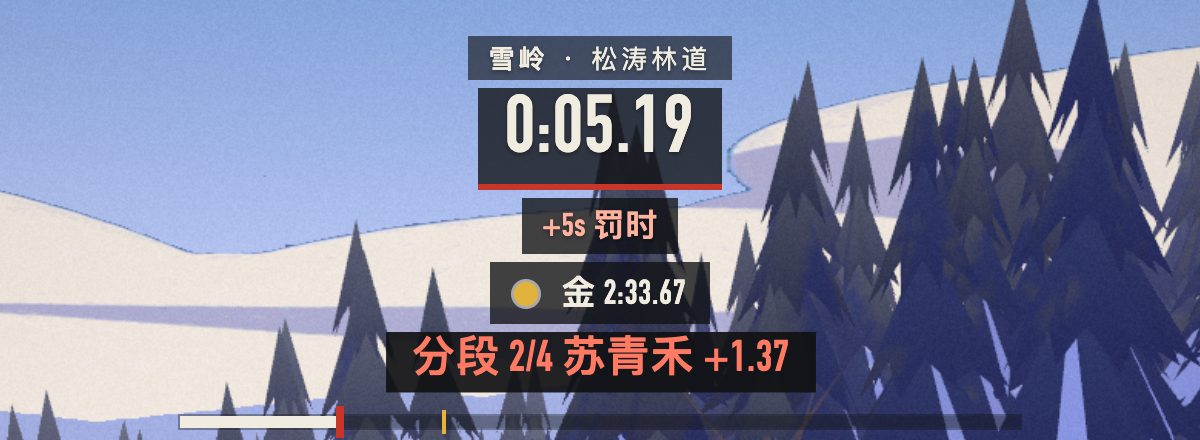 雪岭 · 松涛林道
0:05.19
+5s 罚时
金 2:33.67
分段 2/4 苏青禾 +1.37